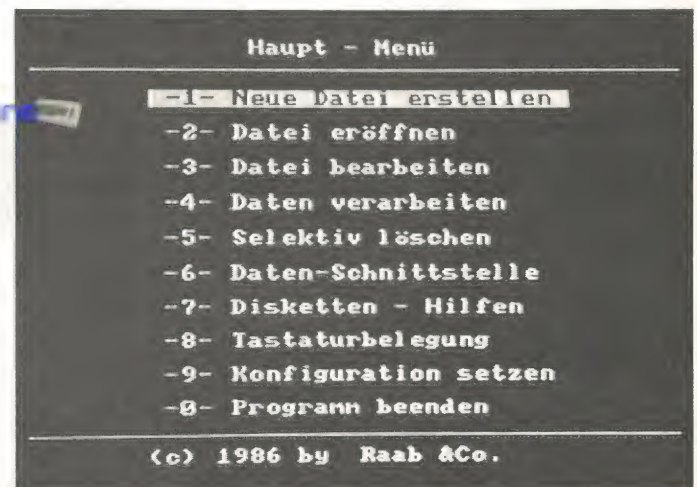 Haupt - Menü
-1- Neue Datei erstellen
-2- Datei eröffnen
-3- Datei bearbeiten
-4- Daten verarbeiten
-5- Selektiv löschen
-6- Daten-Schnittstelle
-7- Disketten - Hilfen
-8- Tastaturbelegung
-9- Konfiguration setzen
-0- Programm beenden
(c) 1986 by Raab &Co.